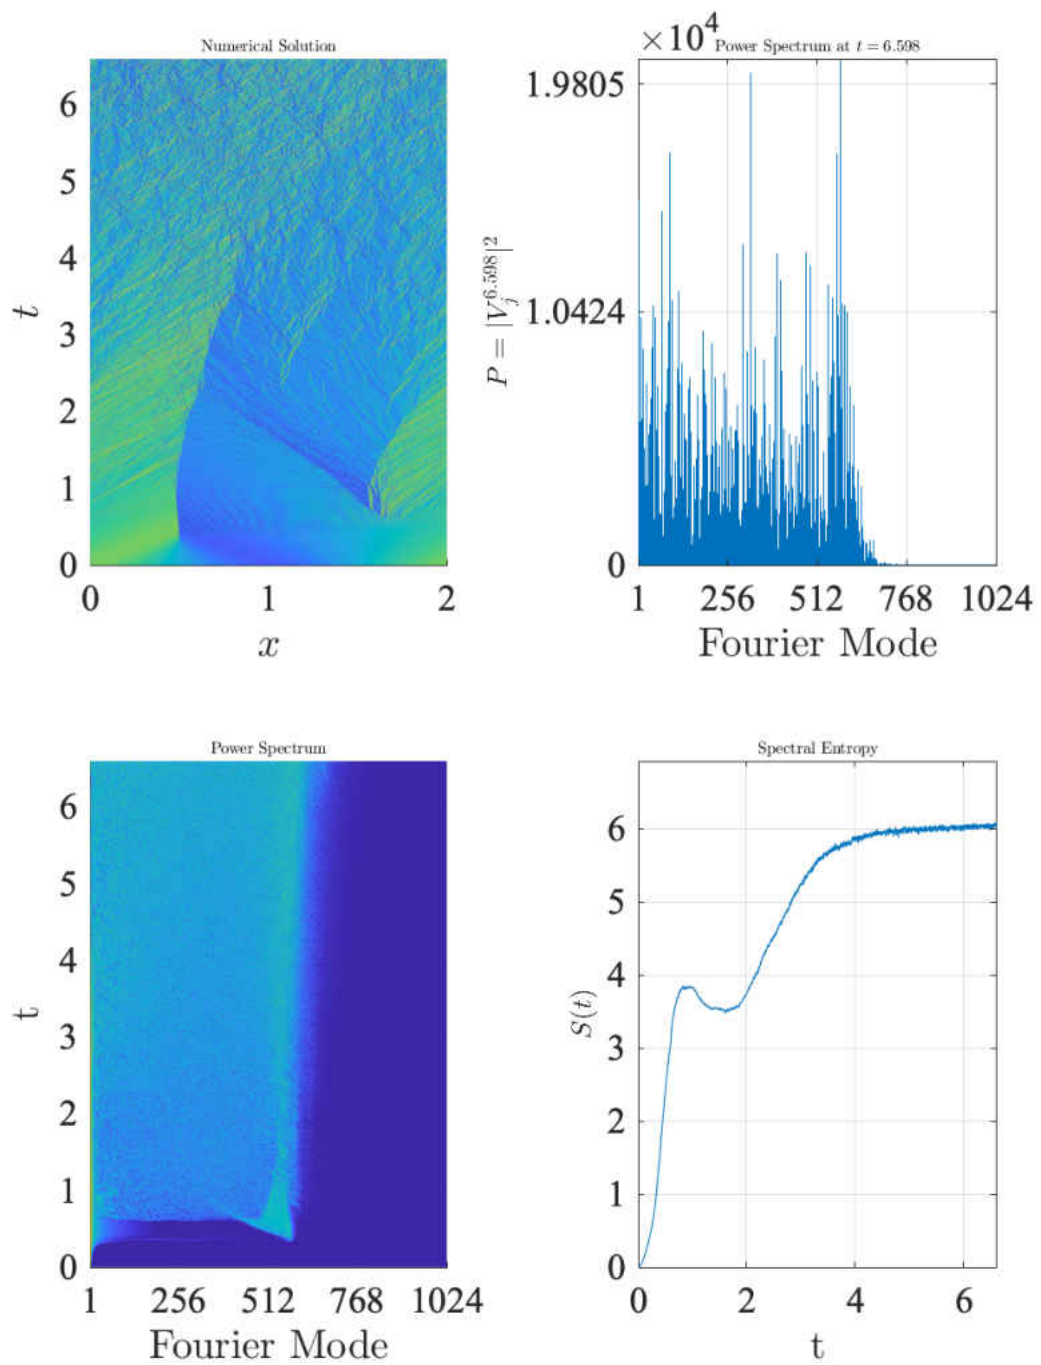 Numerical Solution
6
5
4
3
2
1
0
t
0 1 2
x
×10⁴
Power Spectrum at t = 6.598
1.9805
1.0424
0
P = |V_j^{6.598}|²
1 256 512 768 1024
Fourier Mode
Power Spectrum
6
5
4
3
2
1
0
t
1 256 512 768 1024
Fourier Mode
Spectral Entropy
6
5
4
3
2
1
0
S(t)
0 2 4 6
t